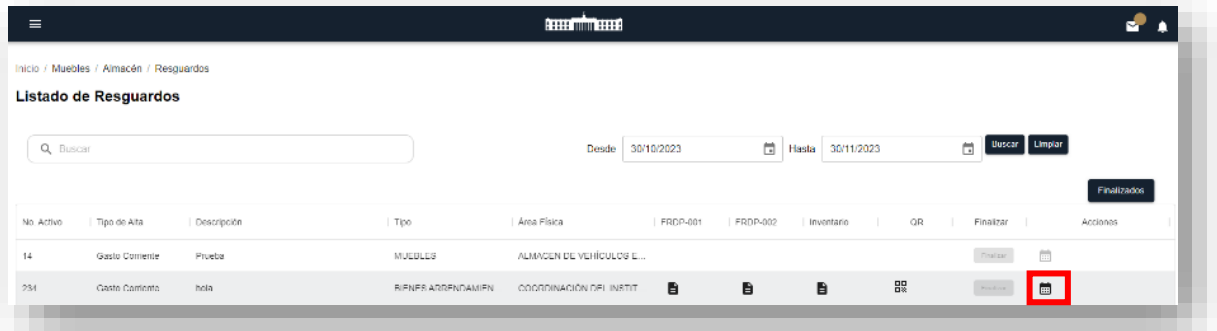 Inicio / Muebles / Almacén / Resguardos
Listado de Resguardos
Buscar
Desde 30/10/2023 Hasta 30/11/2023 Buscar Limpiar
Finalizados
No. Activo Tipo de Alta Descripción Tipo Área Física FRDP-001 FRDP-002 Inventario QR Finalizar Acciones
14 Gasto Corriente Prueba MUEBLES ALMACEN DE VEHÍCULOS E... Finalizar
234 Gasto Corriente hola BIENES ARRENDAMIEN COORDINACIÓN DEL INSTIT Finalizar